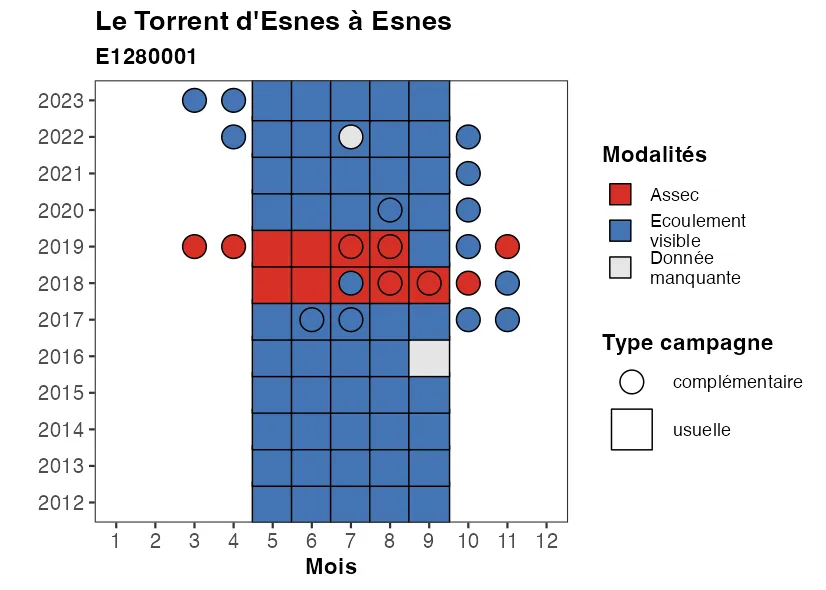 Le Torrent d'Esnes à Esnes
E1280001
2023
2022
2021
2020
2019
2018
2017
2016
2015
2014
2013
2012
1 2 3 4 5 6 7 8 9 10 11 12
Mois
Modalités
Assec
Ecoulement
visible
Donnée
manquante
Type campagne
complémentaire
usuelle